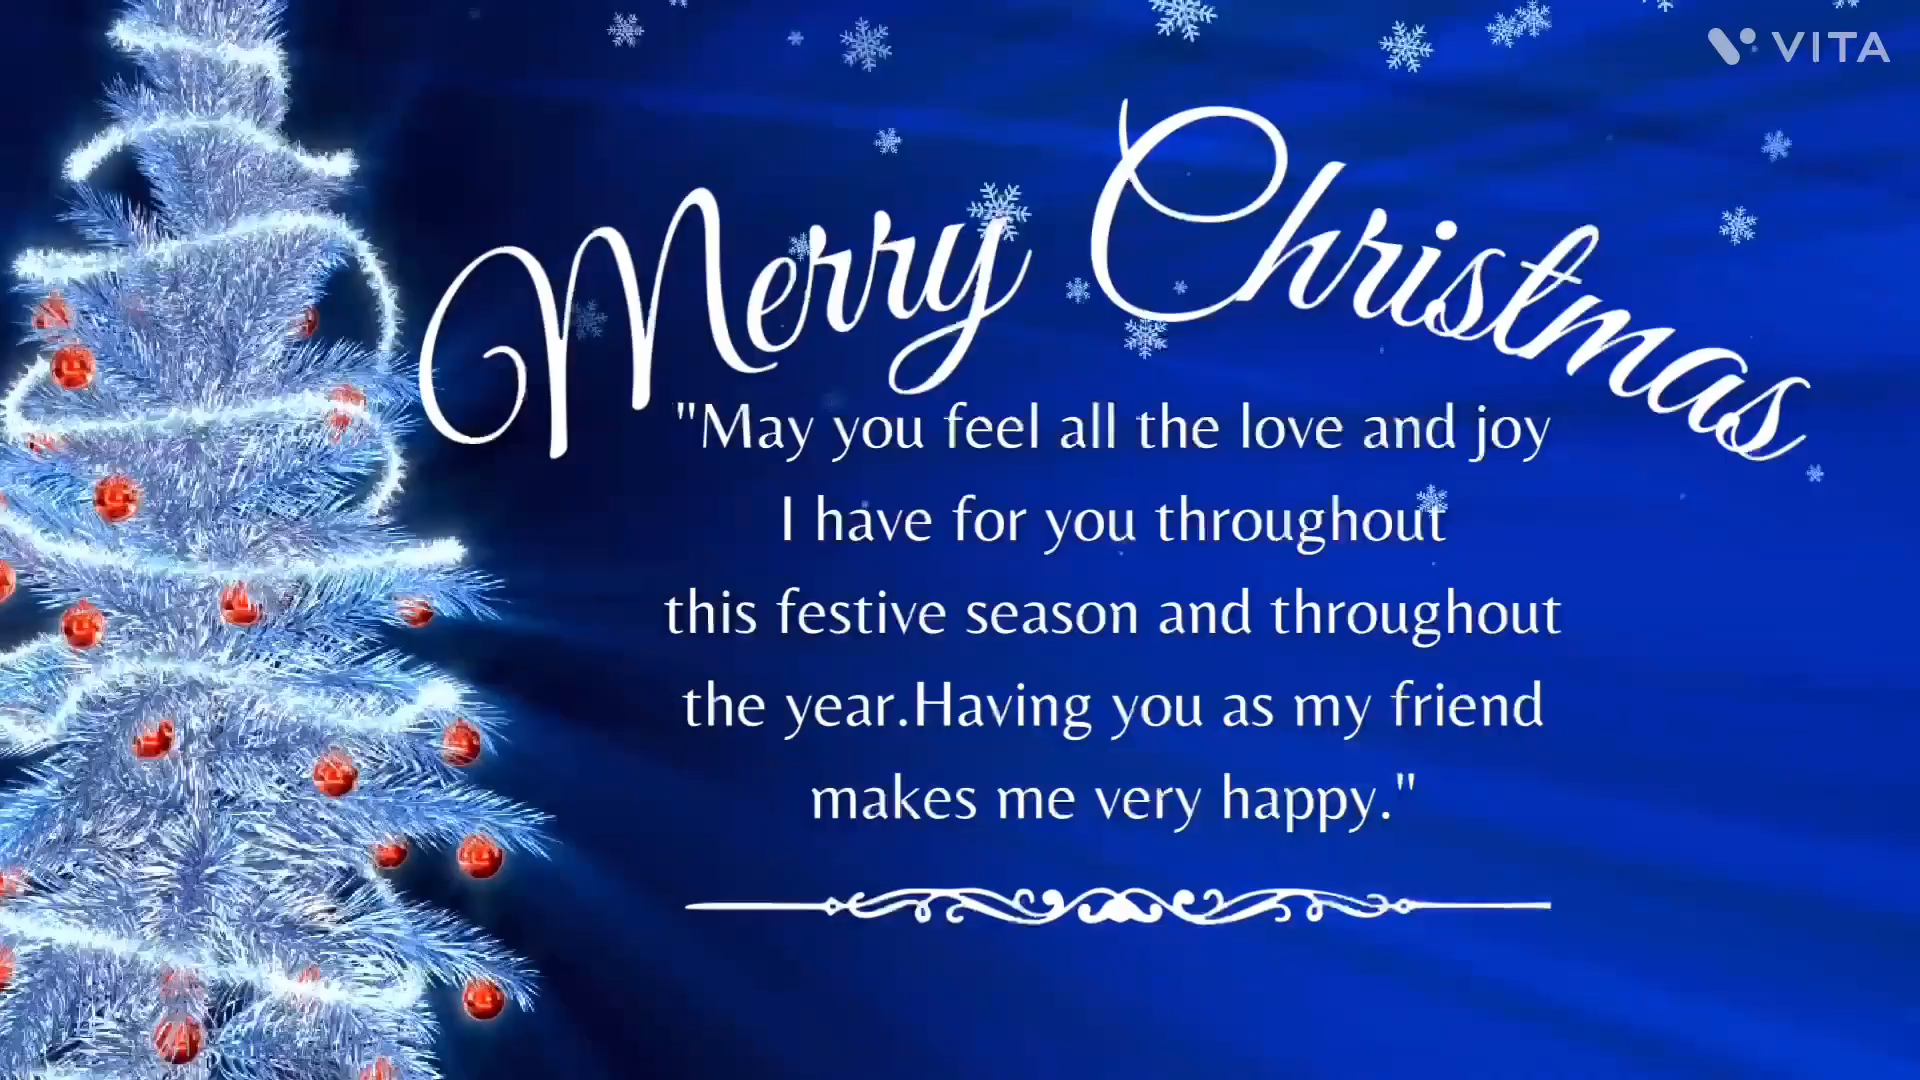 VITA
Merry Christmas
"May you feel all the love and joy
I have for you throughout
this festive season and throughout
the year.Having you as my friend
makes me very happy."